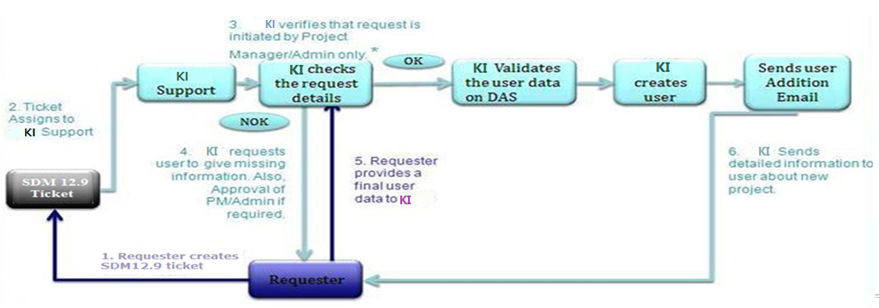 3. KI verifies that request is
initiated by Project
Manager/Admin only. *
OK
KI
Support
KI checks
the request
details
KI Validates
the user data
on DAS
KI
creates
user
Sends user
Addition
Email
2. Ticket
Assigns to
KI Support
NOK
4. KI requests
user to give missing
information. Also,
Approval of
PM/Admin if
required.
5. Requester
provides a
final user
data to KI
6. KI Sends
detailed information to
user about new
project.
SDM 12.9
Ticket
1. Requester creates
SDM12.9 ticket
Requester